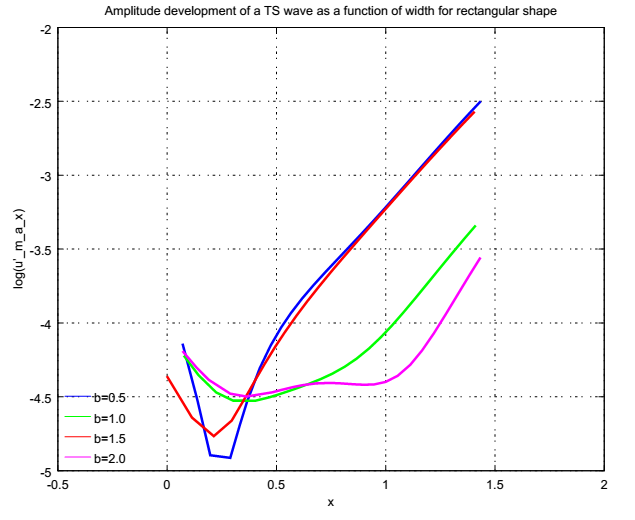 Amplitude development of a TS wave as a function of width for rectangular shape
-2
-2.5
-3
-3.5
-4
-4.5
-5
log(u'_m_a_x)
b=0.5
b=1.0
b=1.5
b=2.0
-0.5
0
0.5
1
1.5
2
x